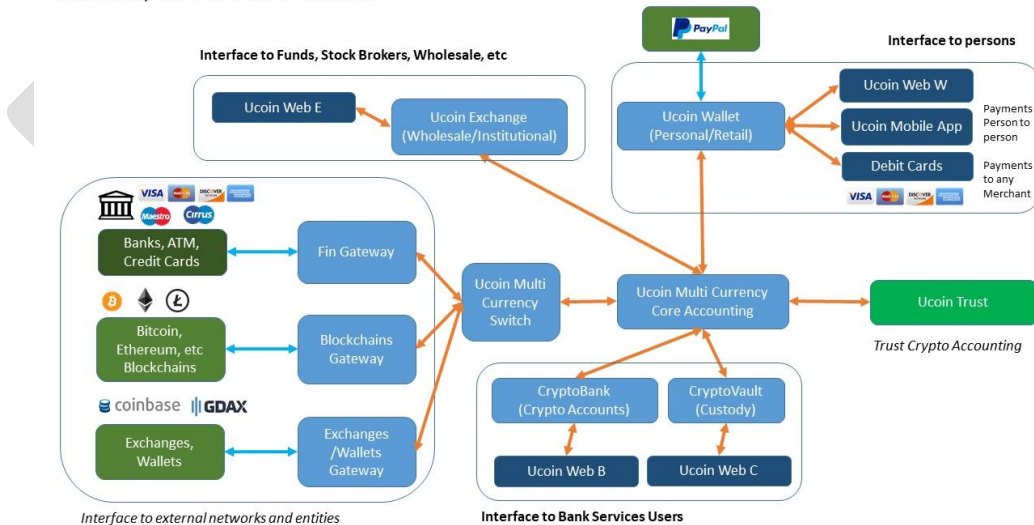 PayPal
Interface to Funds, Stock Brokers, Wholesale, etc
Interface to persons
Ucoin Web E
Ucoin Exchange
(Wholesale/Institutional)
Ucoin Wallet
(Personal/Retail)
Ucoin Web W
Ucoin Mobile App
Debit Cards
Payments
Person to
person
Payments
to any
Merchant
VISA
MasterCard
DISCOVER
VISA
MasterCard
DISCOVER
Maestro
Cirrus
Banks, ATM,
Credit Cards
Fin Gateway
Bitcoin,
Ethereum, etc
Blockchains
Blockchains
Gateway
coinbase
GDAX
Exchanges,
Wallets
Exchanges
/Wallets
Gateway
Interface to external networks and entities
Ucoin Multi
Currency
Switch
Ucoin Multi Currency
Core Accounting
Ucoin Trust
Trust Crypto Accounting
CryptoBank
(Crypto Accounts)
CryptoVault
(Custody)
Ucoin Web B
Ucoin Web C
Interface to Bank Services Users